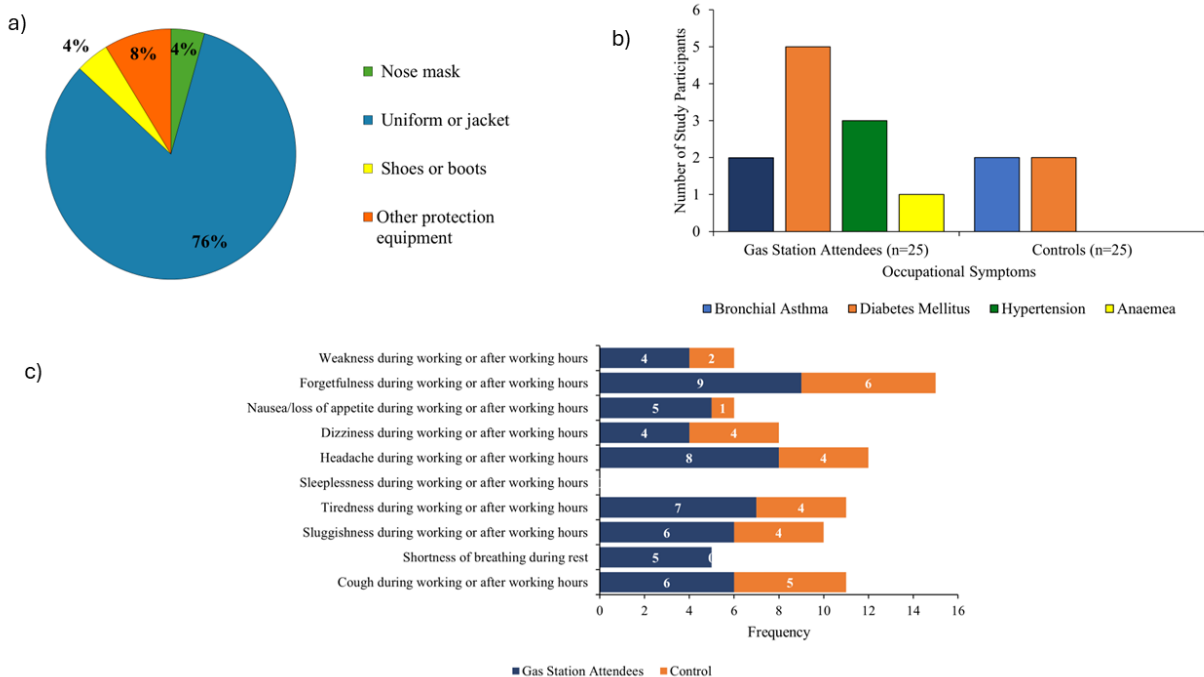 a)
4%
8%
4%
76%
Nose mask
Uniform or jacket
Shoes or boots
Other protection
equipment
b)
Number of Study Participants
6
5
4
3
2
1
0
Gas Station Attendees (n=25)
Controls (n=25)
Occupational Symptoms
Bronchial Asthma
Diabetes Mellitus
Hypertension
Anaemea
c)
Weakness during working or after working hours
4
2
Forgetfulness during working or after working hours
9
6
Nausea/loss of appetite during working or after working hours
5
1
Dizziness during working or after working hours
4
4
Headache during working or after working hours
8
4
Sleeplessness during working or after working hours
Tiredness during working or after working hours
7
4
Sluggishness during working or after working hours
6
4
Shortness of breathing during rest
5
0
Cough during working or after working hours
6
5
0 2 4 6 8 10 12 14 16
Frequency
Gas Station Attendees
Control